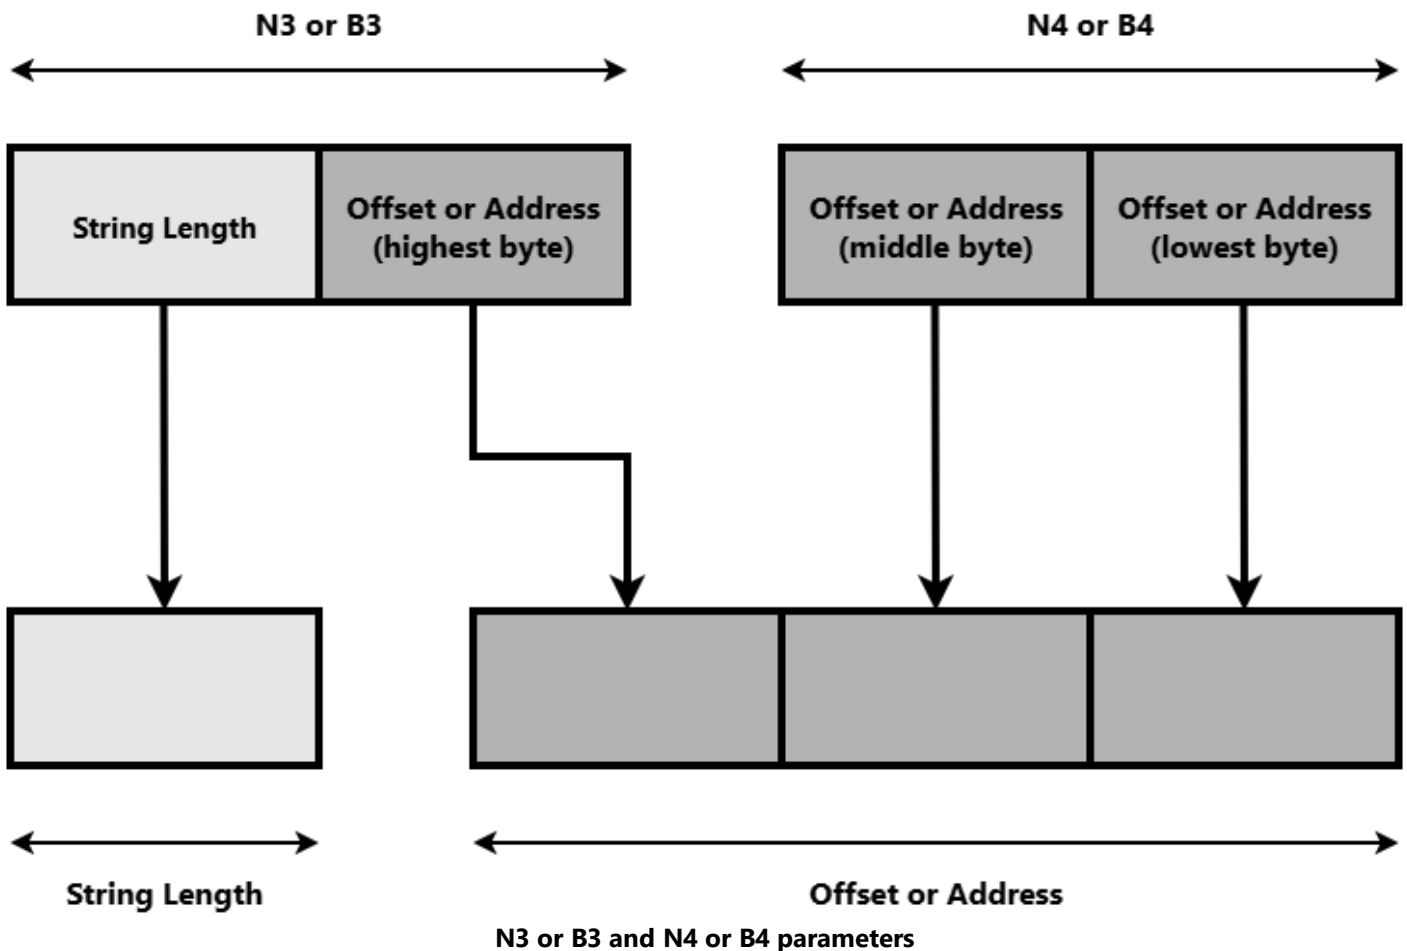 N3 or B3
N4 or B4
String Length
Offset or Address
(highest byte)
Offset or Address
(middle byte)
Offset or Address
(lowest byte)
String Length
Offset or Address
N3 or B3 and N4 or B4 parameters